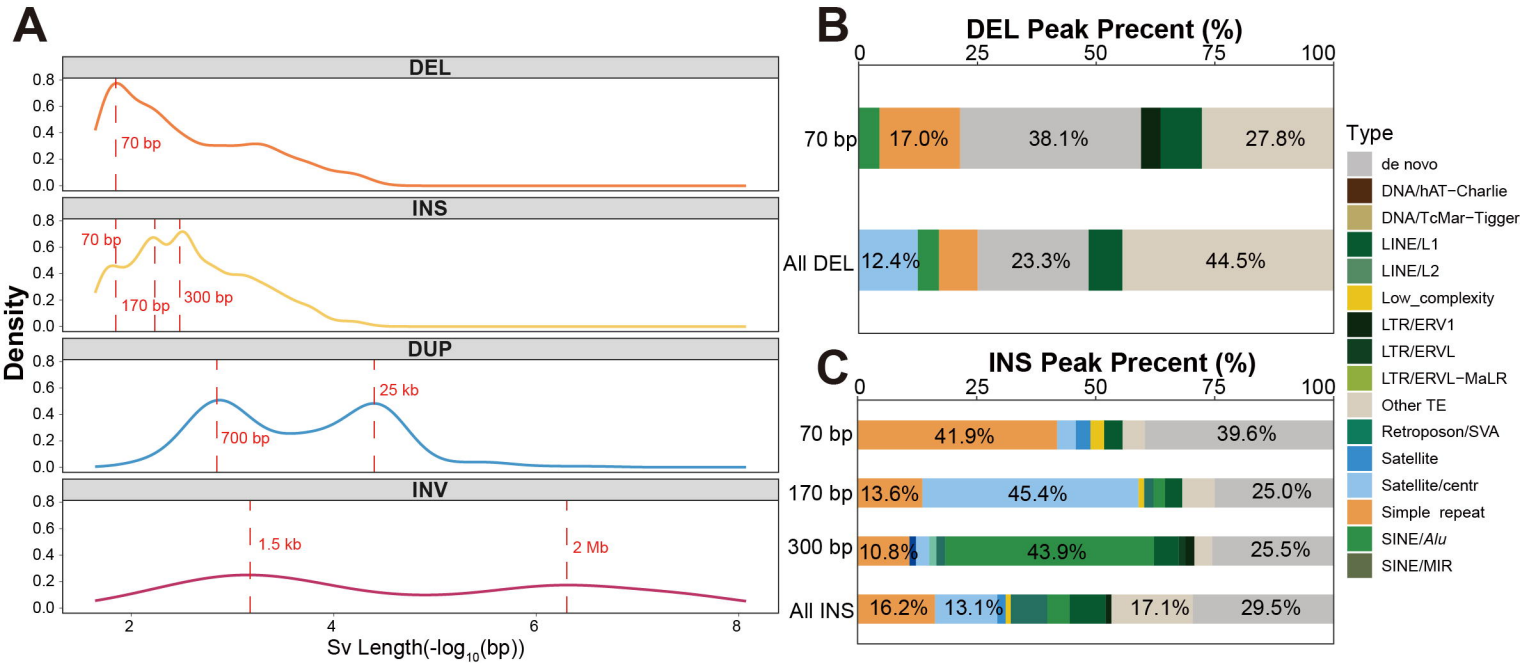 A
DEL
0.8
0.6
0.4
0.2
0.0
70 bp
INS
0.8
0.6
0.4
0.2
0.0
70 bp
170 bp
300 bp
DUP
0.8
0.6
0.4
0.2
0.0
700 bp
25 kb
INV
0.8
0.6
0.4
0.2
0.0
1.5 kb
2 Mb
2 4 6 8
Density
Sv Length(-log10(bp))
B
DEL Peak Precent (%)
0 25 50 75 100
70 bp 17.0% 38.1% 27.8%
All DEL 12.4% 23.3% 44.5%
C
INS Peak Precent (%)
0 25 50 75 100
70 bp 41.9% 39.6%
170 bp 13.6% 45.4% 25.0%
300 bp 10.8% 43.9% 25.5%
All INS 16.2% 13.1% 17.1% 29.5%
Type
de novo
DNA/hAT−Charlie
DNA/TcMar−Tigger
LINE/L1
LINE/L2
Low_complexity
LTR/ERV1
LTR/ERVL
LTR/ERVL−MaLR
Other TE
Retroposon/SVA
Satellite
Satellite/centr
Simple repeat
SINE/Alu
SINE/MIR